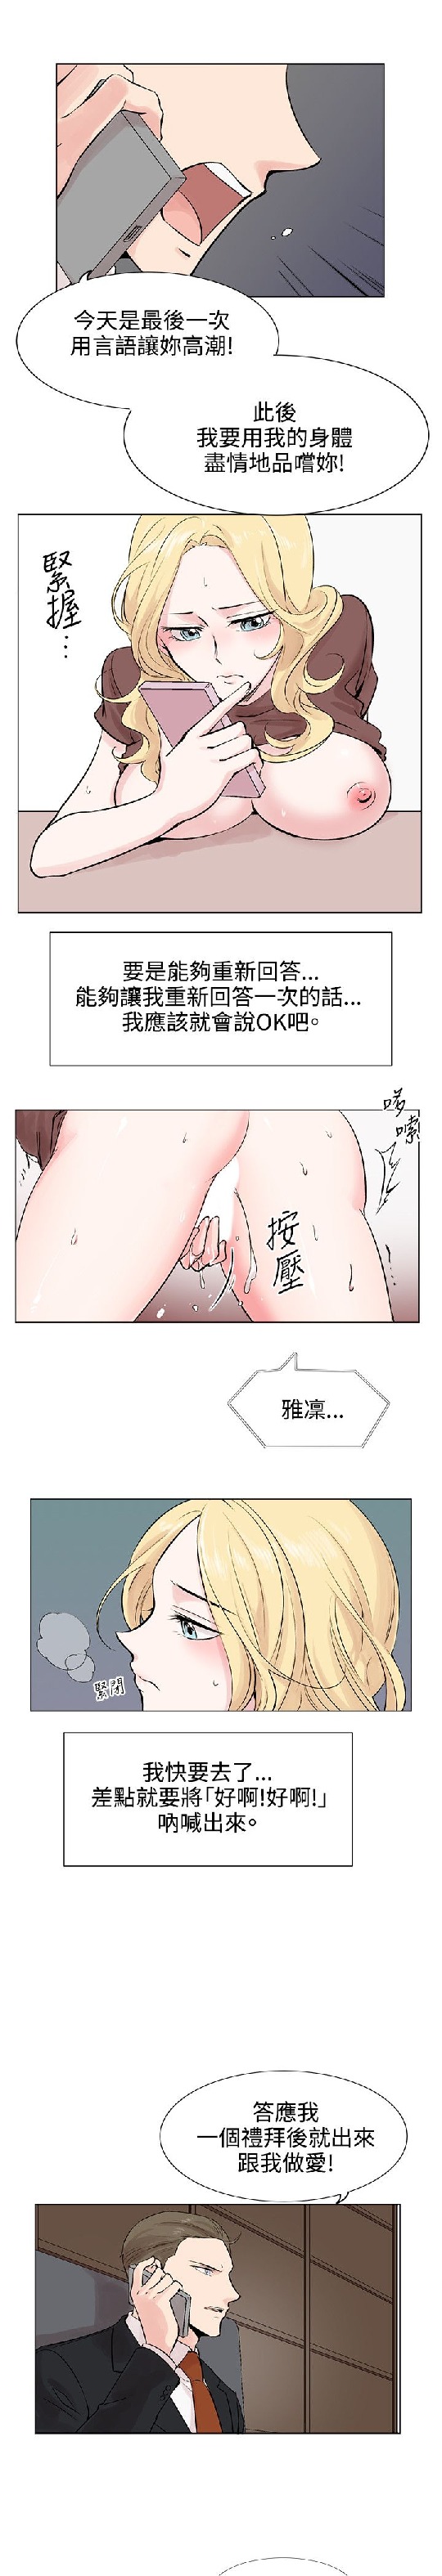 今天是最後一次
用言語讓妳高潮!
此後
我要用我的身體
盡情地品嚐妳!
緊握…
要是能夠重新回答...
能夠讓我重新回答一次的話...
我應該就會說OK吧。
哆嗦
按壓
雅凜...
緊閉
我快要去了...
差點就要將「好啊!好啊!」
吶喊出來。
答應我
一個禮拜後就出來
跟我做愛!